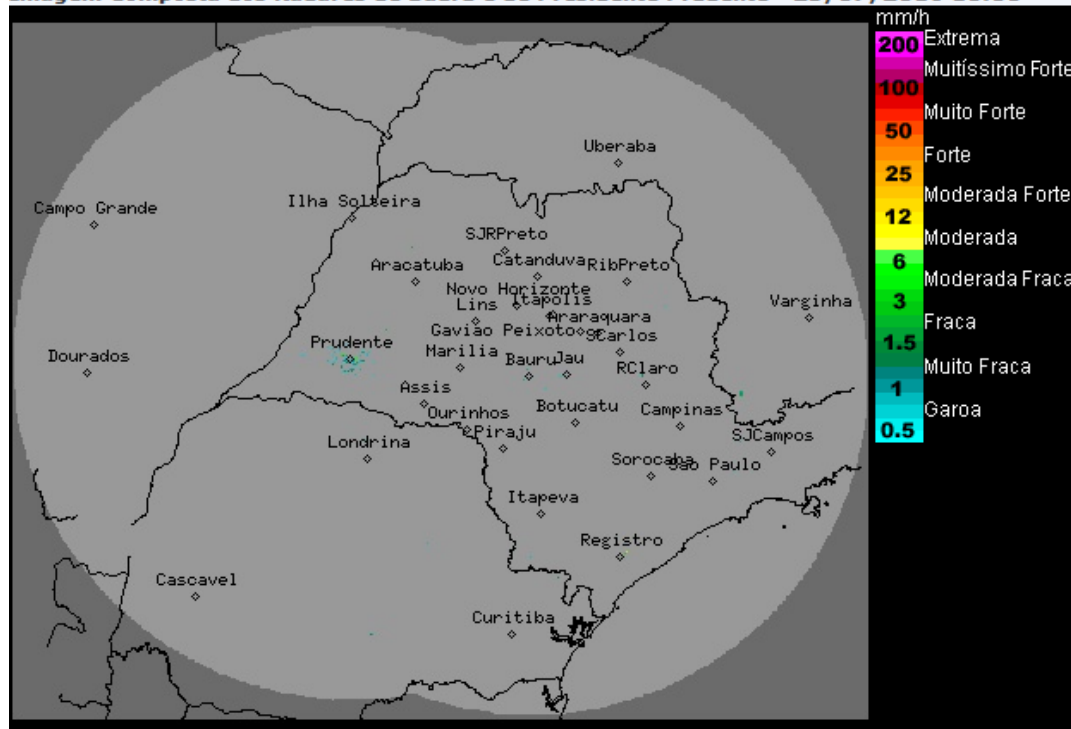 mm/h
200 Extrema
Muitíssimo Forte
100
Muito Forte
50
Forte
25
Moderada Forte
12
Moderada
6
Moderada Fraca
3
Fraca
1.5
Muito Fraca
1
Garoa
0.5
Uberaba
Campo Grande
Ilha Solteira
SJRPreto
Aracatuba
Catanduva
RibPreto
Novo Horizonte
Lins
Itapolis
Varginha
Araraquara
Gaviao Peixoto
SCarlos
Prudente
Dourados
Marilia
Bauru
Jau
RClaro
Assis
Ourinhos
Botucatu
Campinas
Piraju
Londrina
SJCampos
Sorocaba
Sao Paulo
Itapeva
Registro
Cascavel
Curitiba